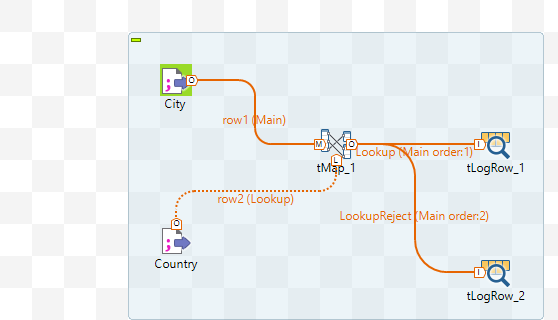 City
row1 (Main)
O
M
O
Lookup (Main order:1)
I
tMap_1
L
tLogRow_1
row2 (Lookup)
LookupReject (Main order:2)
O
Country
I
tLogRow_2